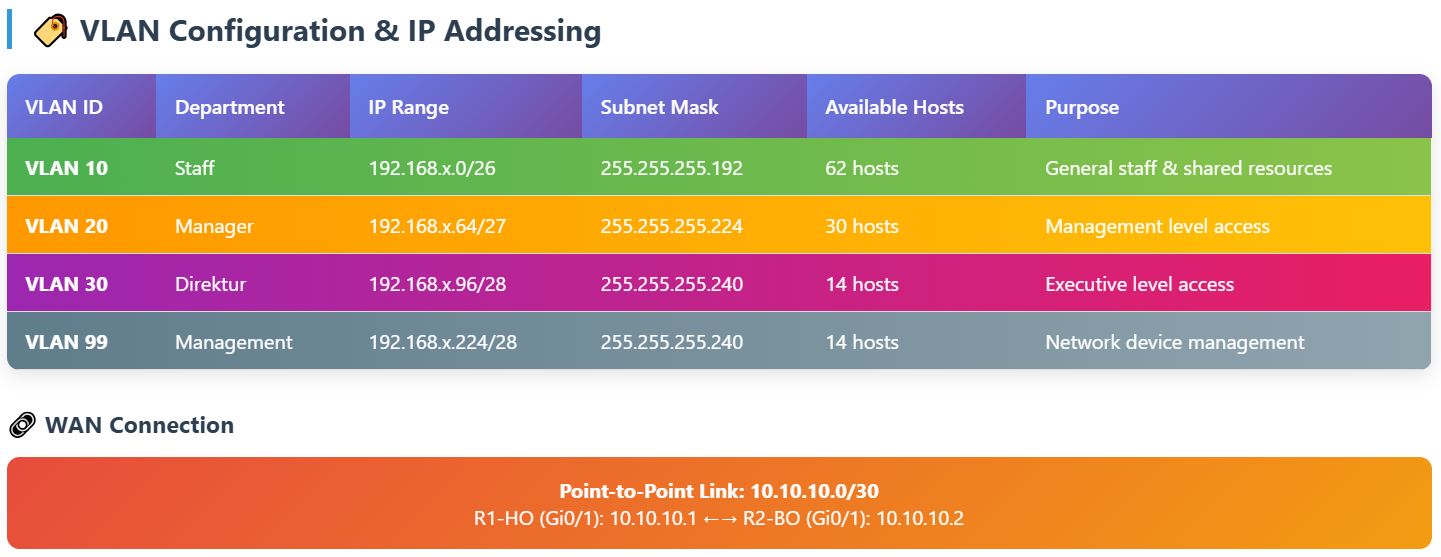 VLAN Configuration & IP Addressing
VLAN ID Department IP Range Subnet Mask Available Hosts Purpose
VLAN 10 Staff 192.168.x.0/26 255.255.255.192 62 hosts General staff & shared resources
VLAN 20 Manager 192.168.x.64/27 255.255.255.224 30 hosts Management level access
VLAN 30 Direktur 192.168.x.96/28 255.255.255.240 14 hosts Executive level access
VLAN 99 Management 192.168.x.224/28 255.255.255.240 14 hosts Network device management
WAN Connection
Point-to-Point Link: 10.10.10.0/30
R1-HO (Gi0/1): 10.10.10.1 ←→ R2-BO (Gi0/1): 10.10.10.2